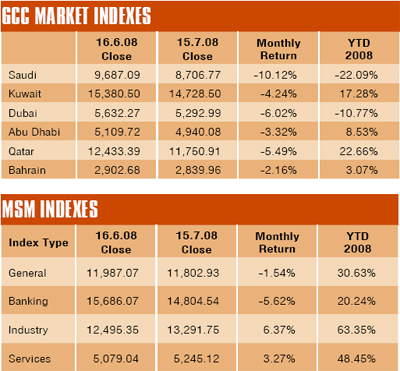 GCC MARKET INDEXES
16.6.08 Close 15.7.08 Close Monthly Return YTD 2008
Saudi 9,687.09 8,706.77 -10.12% -22.09%
Kuwait 15,380.50 14,728.50 -4.24% 17.28%
Dubai 5,632.27 5,292.99 -6.02% -10.77%
Abu Dhabi 5,109.72 4,940.08 -3.32% 8.53%
Qatar 12,433.39 11,750.91 -5.49% 22.66%
Bahrain 2,902.68 2,839.96 -2.16% 3.07%
MSM INDEXES
Index Type 16.6.08 Close 15.7.08 Close Monthly Return YTD 2008
General 11,987.07 11,802.93 -1.54% 30.63%
Banking 15,686.07 14,804.54 -5.62% 20.24%
Industry 12,495.35 13,291.75 6.37% 63.35%
Services 5,079.04 5,245.12 3.27% 48.45%